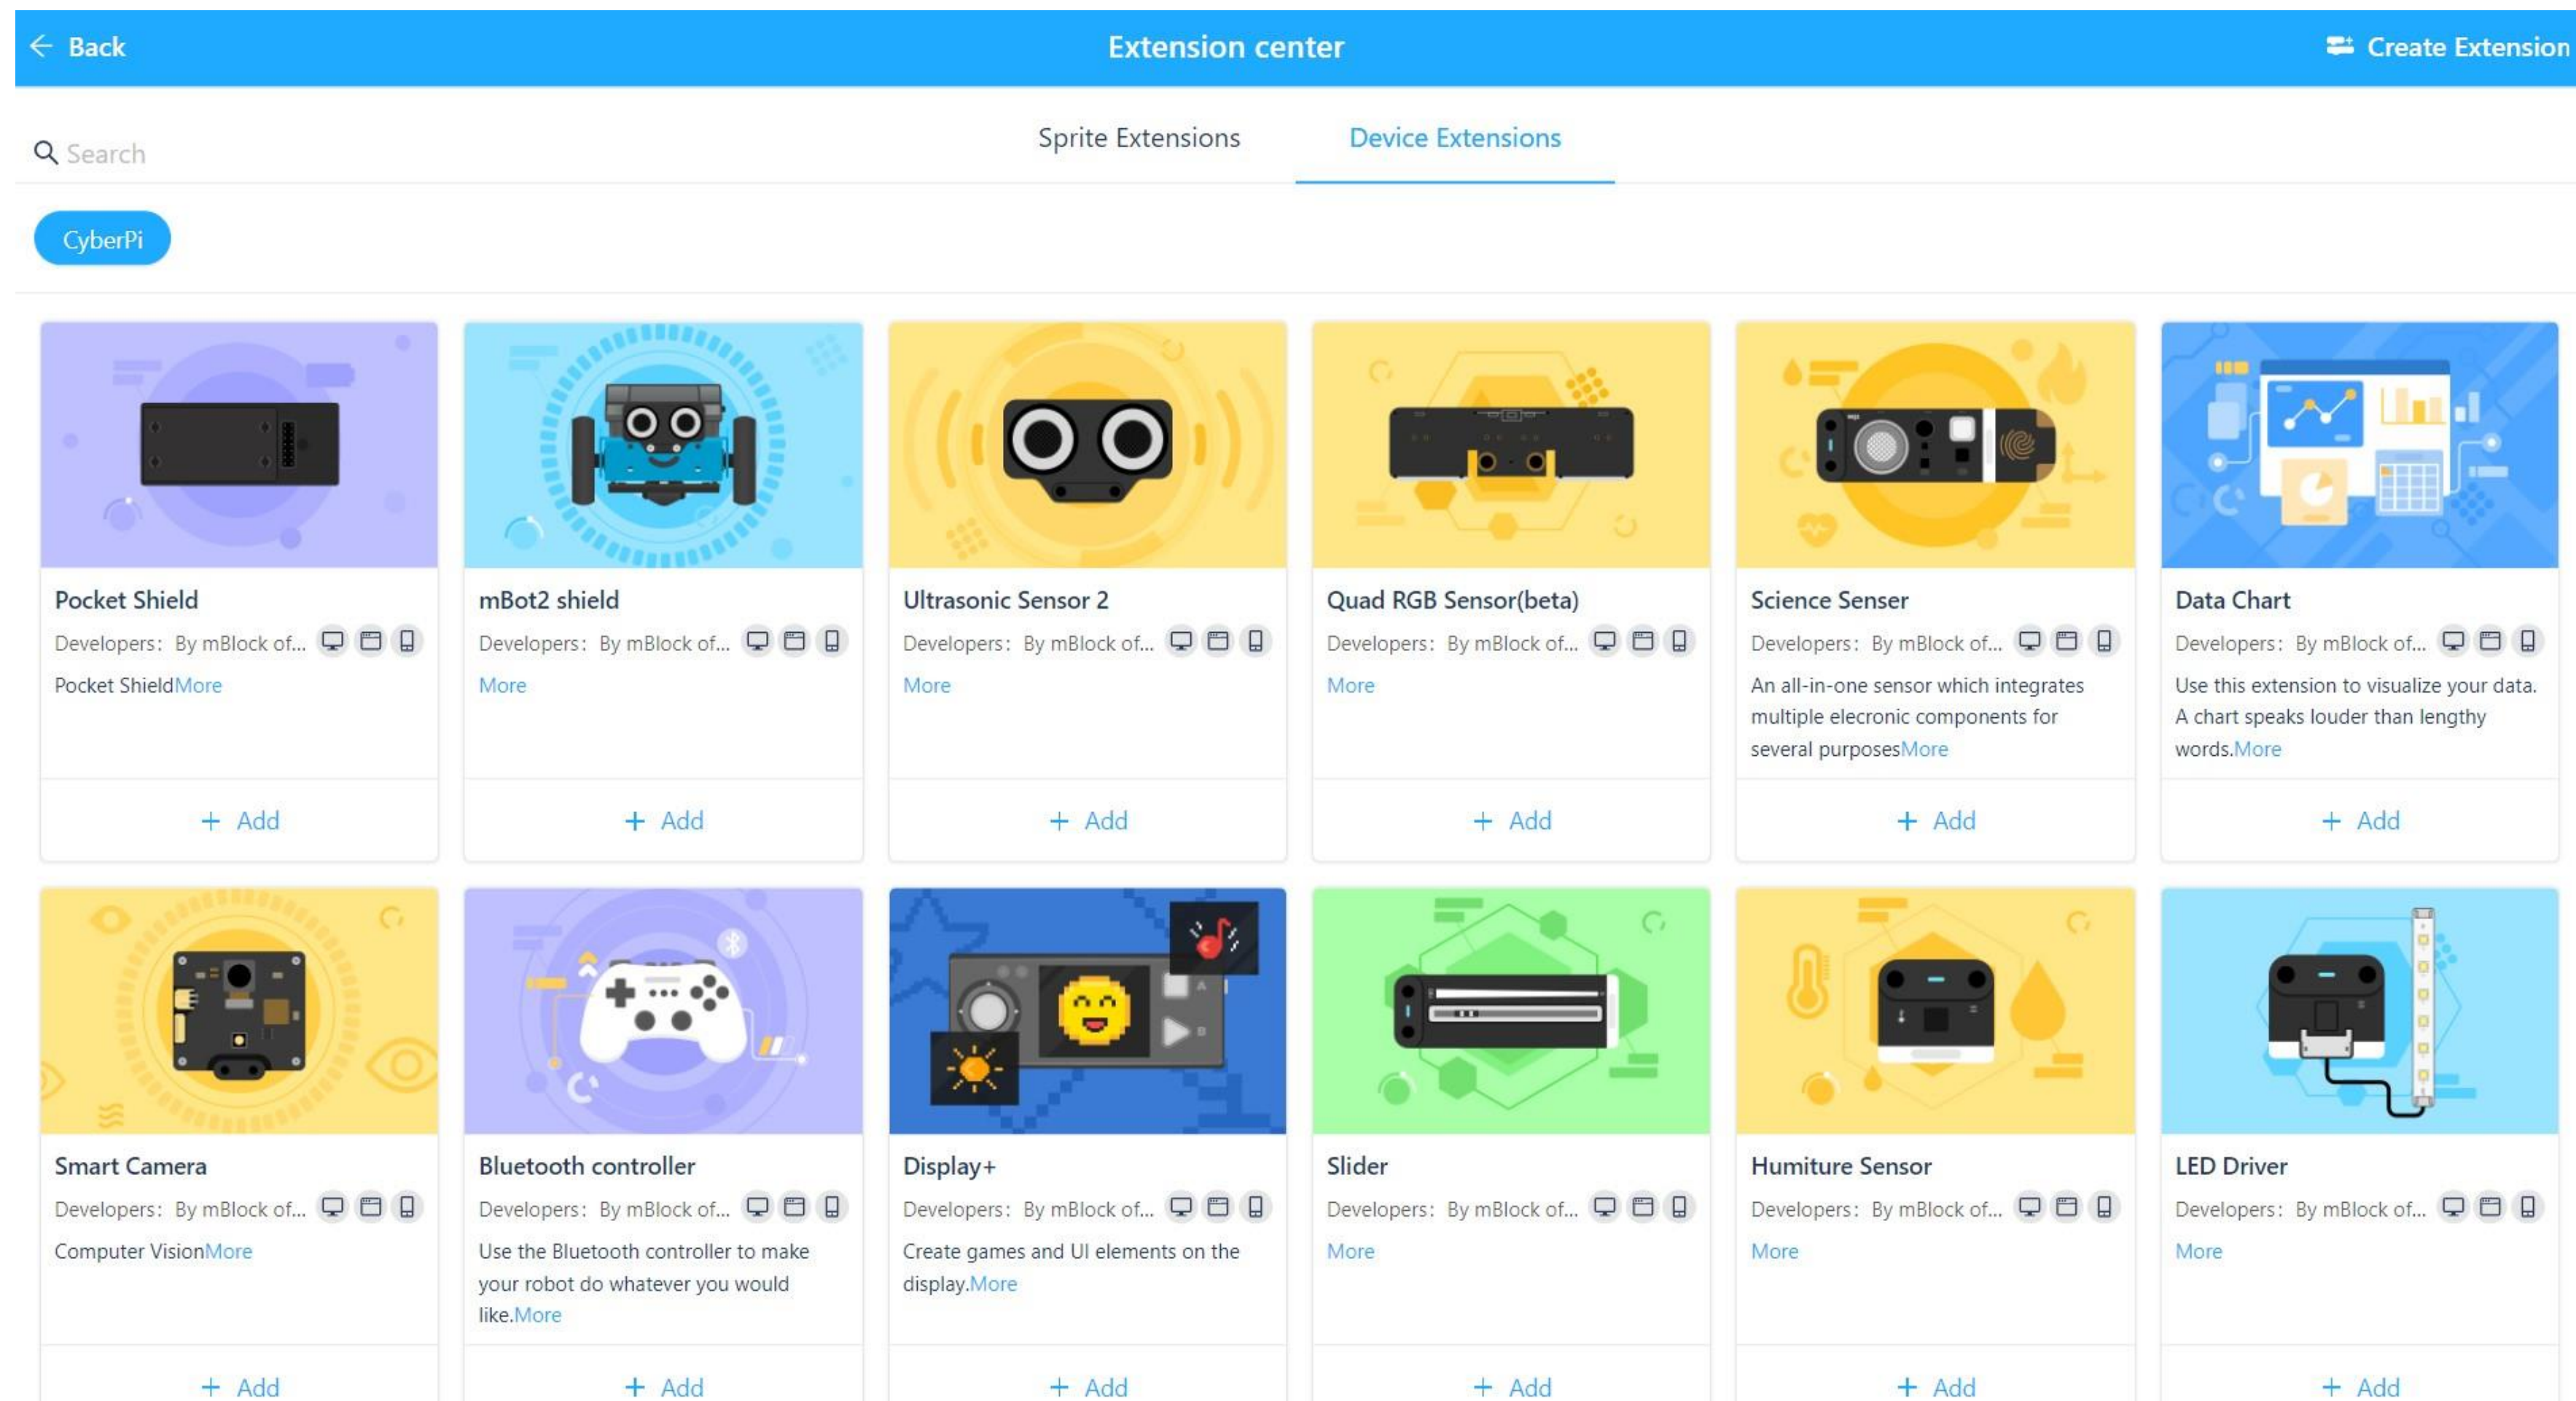 Back
Extension center
Create Extension
Search
Sprite Extensions
Device Extensions
CyberPi
Pocket Shield
Developers: By mBlock of...
Pocket ShieldMore
+ Add
mBot2 shield
Developers: By mBlock of...
More
+ Add
Ultrasonic Sensor 2
Developers: By mBlock of...
More
+ Add
Quad RGB Sensor(beta)
Developers: By mBlock of...
More
+ Add
Science Senser
Developers: By mBlock of...
An all-in-one sensor which integrates
multiple elecronic components for
several purposesMore
+ Add
Data Chart
Developers: By mBlock of...
Use this extension to visualize your data.
A chart speaks louder than lengthy
words.More
+ Add
Smart Camera
Developers: By mBlock of...
Computer VisionMore
+ Add
Bluetooth controller
Developers: By mBlock of...
Use the Bluetooth controller to make
your robot do whatever you would
like.More
+ Add
A
B
Display+
Developers: By mBlock of...
Create games and UI elements on the
display.More
+ Add
Slider
Developers: By mBlock of...
More
+ Add
Humiture Sensor
Developers: By mBlock of...
More
+ Add
LED Driver
Developers: By mBlock of...
More
+ Add